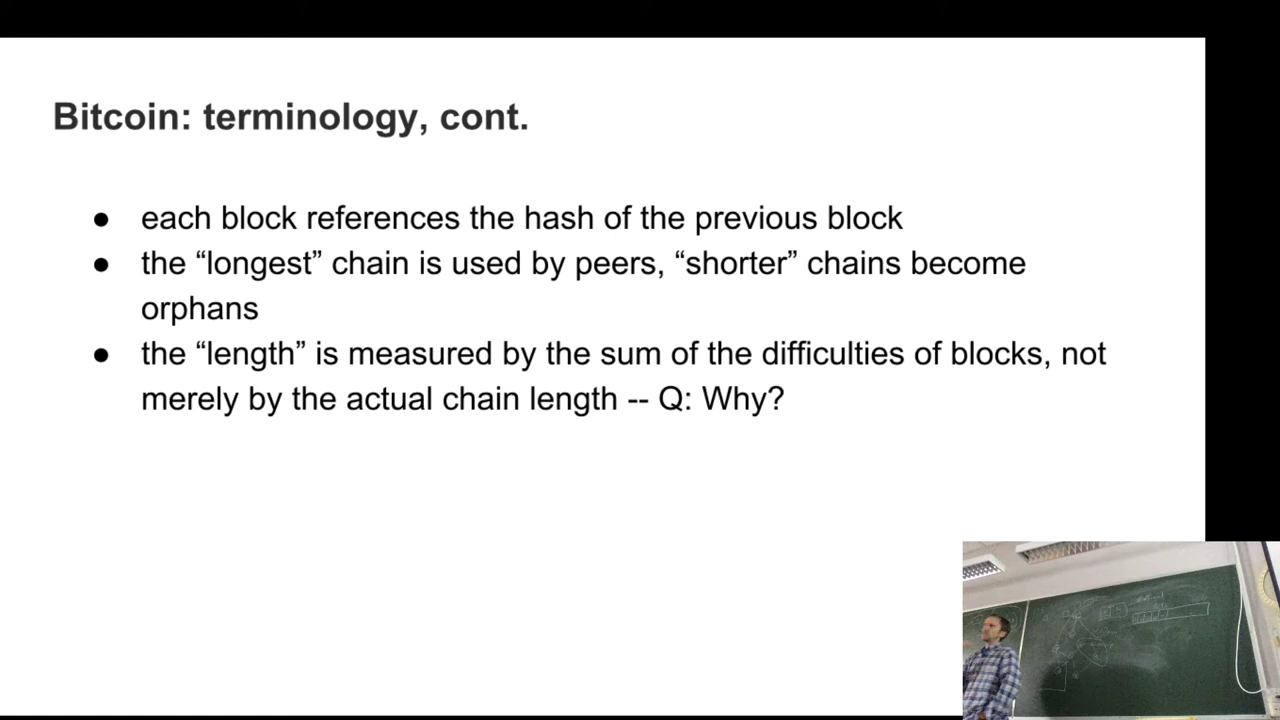 Bitcoin: terminology, cont.
● each block references the hash of the previous block
● the “longest” chain is used by peers, “shorter” chains become
orphans
● the “length” is measured by the sum of the difficulties of blocks, not
merely by the actual chain length -- Q: Why?